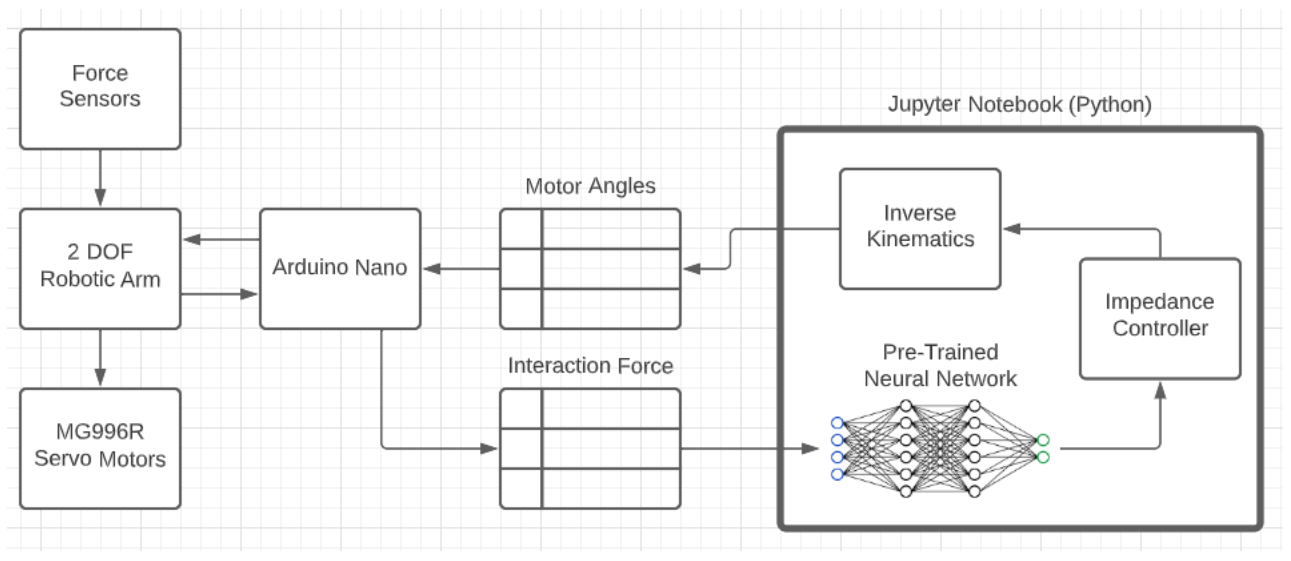 Force
Sensors
Jupyter Notebook (Python)
Motor Angles
Inverse
Kinematics
2 DOF
Robotic Arm
Arduino Nano
Impedance
Controller
Interaction Force
Pre-Trained
Neural Network
MG996R
Servo Motors